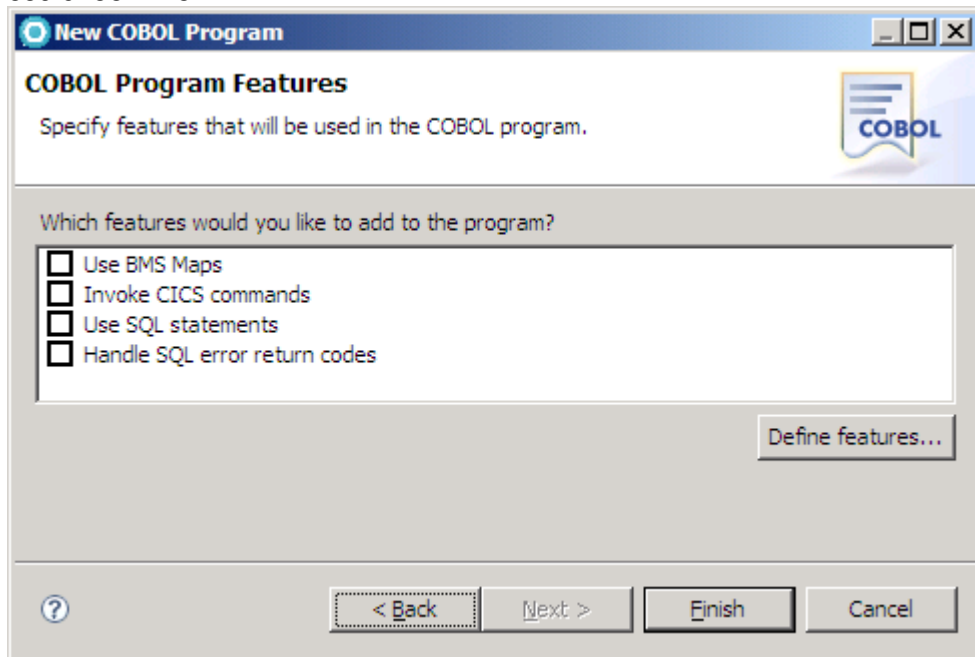 New COBOL Program
COBOL Program Features
Specify features that will be used in the COBOL program.
COBOL
Which features would you like to add to the program?
Use BMS Maps
Invoke CICS commands
Use SQL statements
Handle SQL error return codes
Define features...
?
< Back
Next >
Finish
Cancel